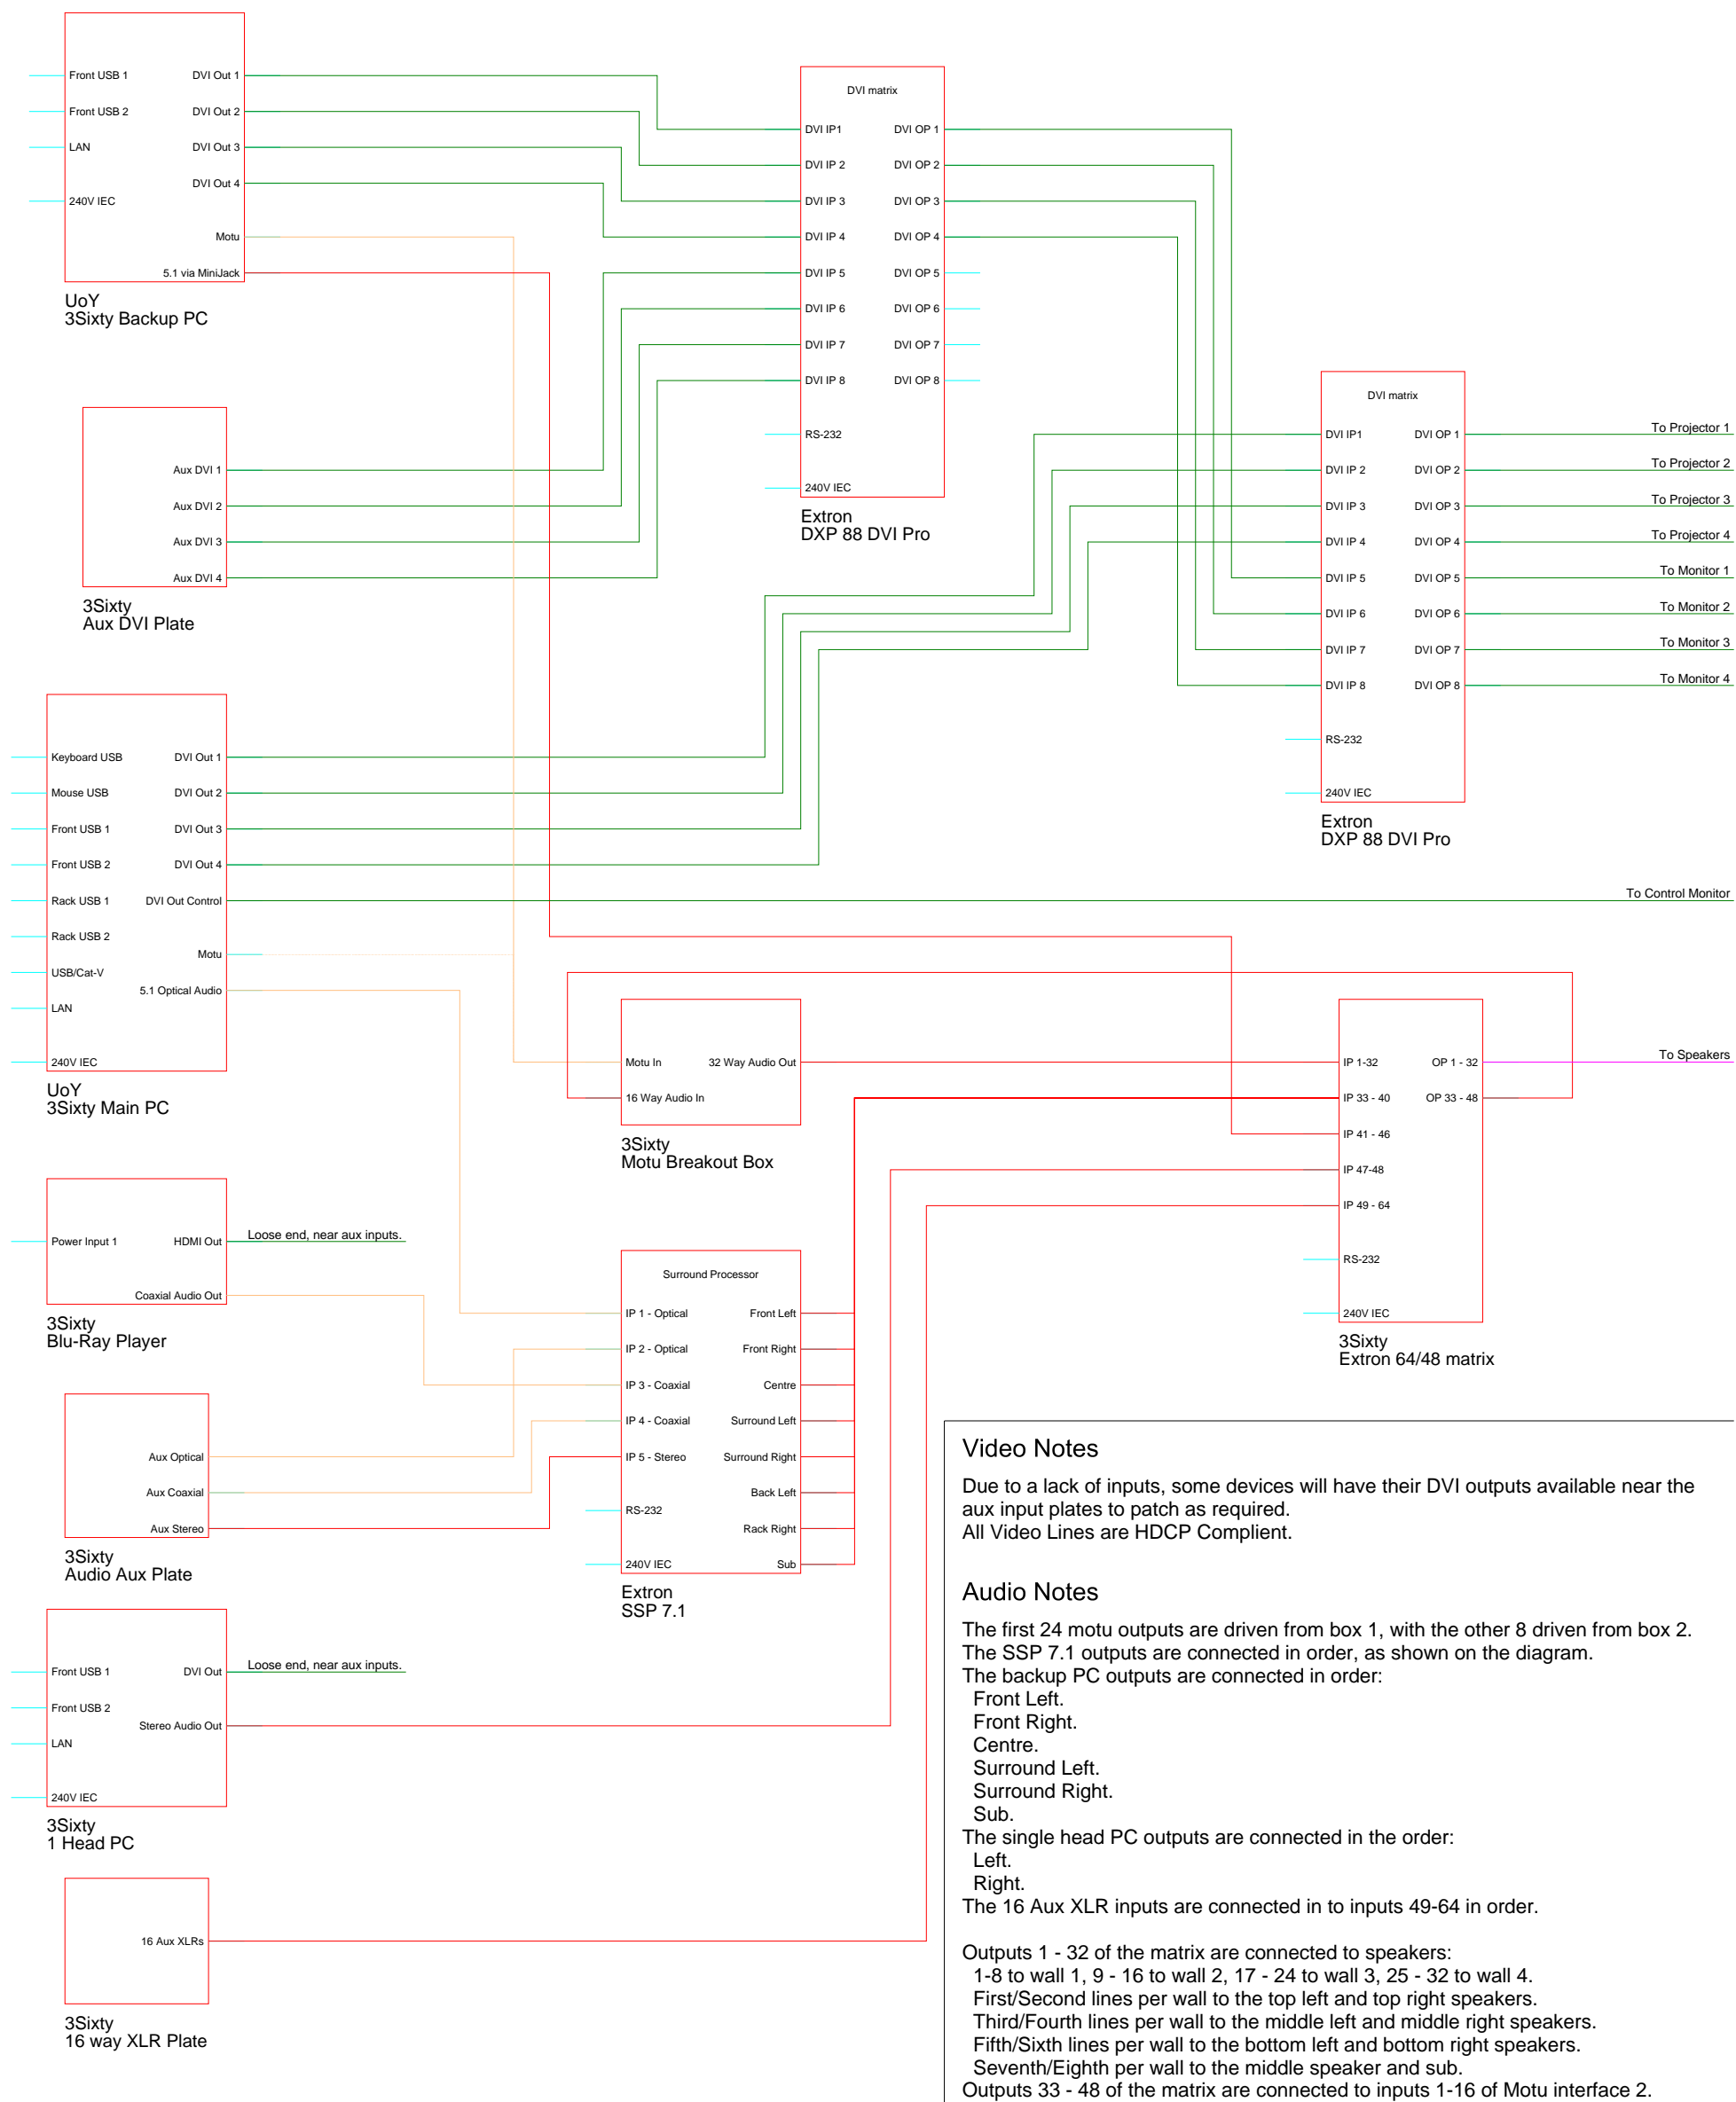 Front USB 1
DVI Out 1
Front USB 2
DVI Out 2
LAN
DVI Out 3
DVI Out 4
240V IEC
Motu
5.1 via MiniJack
UoY
3Sixty Backup PC
DVI matrix
DVI IP1
DVI OP 1
DVI IP 2
DVI OP 2
DVI IP 3
DVI OP 3
DVI IP 4
DVI OP 4
DVI IP 5
DVI OP 5
DVI IP 6
DVI OP 6
DVI IP 7
DVI OP 7
DVI IP 8
DVI OP 8
RS-232
240V IEC
Extron
DXP 88 DVI Pro
Aux DVI 1
Aux DVI 2
Aux DVI 3
Aux DVI 4
3Sixty
Aux DVI Plate
DVI matrix
DVI IP1
DVI OP 1
To Projector 1
DVI IP 2
DVI OP 2
To Projector 2
DVI IP 3
DVI OP 3
To Projector 3
DVI IP 4
DVI OP 4
To Projector 4
DVI IP 5
DVI OP 5
To Monitor 1
DVI IP 6
DVI OP 6
To Monitor 2
DVI IP 7
DVI OP 7
To Monitor 3
DVI IP 8
DVI OP 8
To Monitor 4
RS-232
240V IEC
Extron
DXP 88 DVI Pro
Keyboard USB
DVI Out 1
Mouse USB
DVI Out 2
Front USB 1
DVI Out 3
Front USB 2
DVI Out 4
Rack USB 1
DVI Out Control
To Control Monitor
Rack USB 2
Motu
USB/Cat-V
5.1 Optical Audio
LAN
240V IEC
UoY
3Sixty Main PC
Motu In
32 Way Audio Out
16 Way Audio In
3Sixty
Motu Breakout Box
IP 1-32
OP 1 - 32
To Speakers
IP 33 - 40
OP 33 - 48
IP 41 - 46
IP 47-48
IP 49 - 64
RS-232
240V IEC
3Sixty
Extron 64/48 matrix
Power Input 1
HDMI Out
Loose end, near aux inputs.
Coaxial Audio Out
3Sixty
Blu-Ray Player
Surround Processor
IP 1 - Optical
Front Left
IP 2 - Optical
Front Right
IP 3 - Coaxial
Centre
IP 4 - Coaxial
Surround Left
IP 5 - Stereo
Surround Right
Back Left
RS-232
Rack Right
240V IEC
Sub
Extron
SSP 7.1
Aux Optical
Aux Coaxial
Aux Stereo
3Sixty
Audio Aux Plate
Front USB 1
DVI Out
Loose end, near aux inputs.
Front USB 2
Stereo Audio Out
LAN
240V IEC
3Sixty
1 Head PC
16 Aux XLRs
3Sixty
16 way XLR Plate
Video Notes
Due to a lack of inputs, some devices will have their DVI outputs available near the
aux input plates to patch as required.
All Video Lines are HDCP Complient.
Audio Notes
The first 24 motu outputs are driven from box 1, with the other 8 driven from box 2.
The SSP 7.1 outputs are connected in order, as shown on the diagram.
The backup PC outputs are connected in order:
Front Left.
Front Right.
Centre.
Surround Left.
Surround Right.
Sub.
The single head PC outputs are connected in the order:
Left.
Right.
The 16 Aux XLR inputs are connected in to inputs 49-64 in order.
Outputs 1 - 32 of the matrix are connected to speakers:
1-8 to wall 1, 9 - 16 to wall 2, 17 - 24 to wall 3, 25 - 32 to wall 4.
First/Second lines per wall to the top left and top right speakers.
Third/Fourth lines per wall to the middle left and middle right speakers.
Fifth/Sixth lines per wall to the bottom left and bottom right speakers.
Seventh/Eighth per wall to the middle speaker and sub.
Outputs 33 - 48 of the matrix are connected to inputs 1-16 of Motu interface 2.